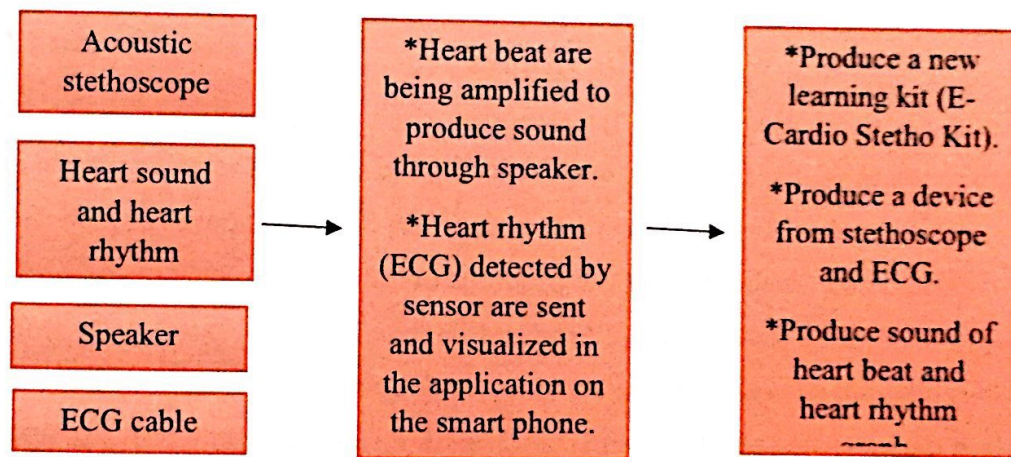 Acoustic
stethoscope
Heart sound
and heart
rhythm
Speaker
ECG cable
*Heart beat are
being amplified to
produce sound
through speaker.
*Heart rhythm
(ECG) detected by
sensor are sent
and visualized in
the application on
the smart phone.
*Produce a new
learning kit (E-
Cardio Stetho Kit).
*Produce a device
from stethoscope
and ECG.
*Produce sound of
heart beat and
heart rhythm